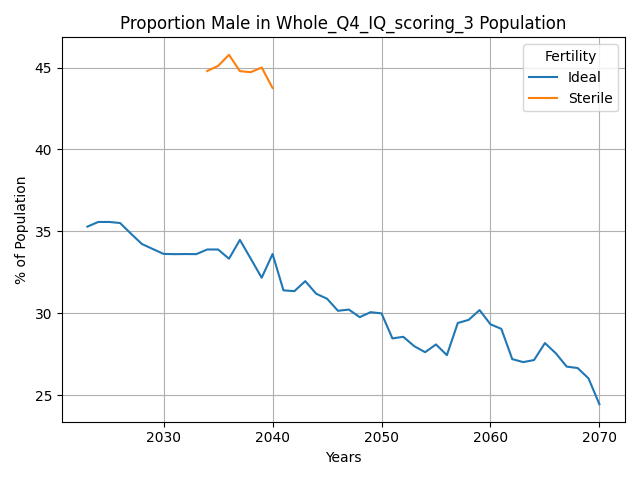 Proportion Male in Whole_Q4_IQ_scoring_3 Population
Fertility
Ideal
Sterile
% of Population
45
40
35
30
25
2030
2040
2050
2060
2070
Years